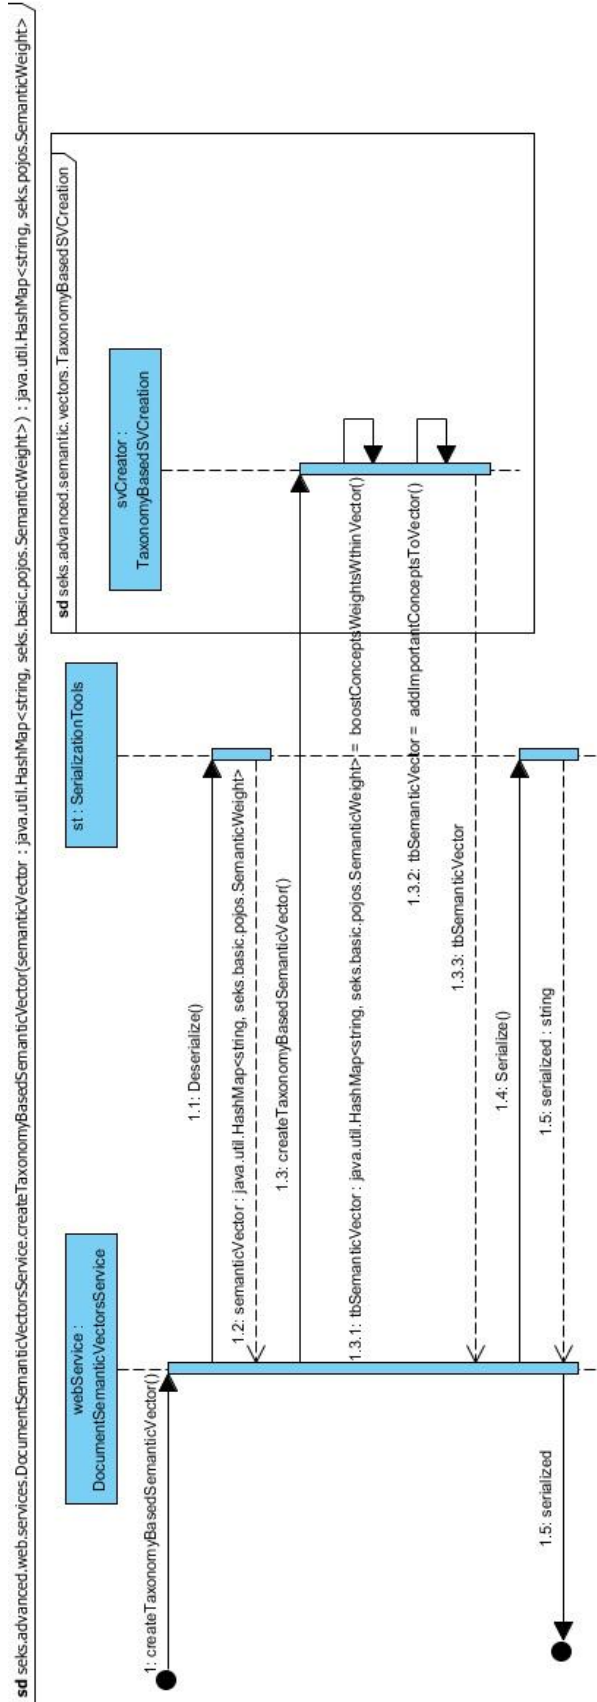 sd seks.advanced.web.services.DocumentSemanticVectorsService.createTaxonomyBasedSemanticVector(semanticVector : java.util.HashMap<string, seks.basic.pojos.SemanticWeight>) : java.util.HashMap<string, seks.pojos.SemanticWeight>
sd seks.advanced.semantic.vectors.TaxonomyBasedSVCreation
webService :
DocumentSemanticVectorsService
st : SerializationTools
svCreator :
TaxonomyBasedSVCreation
1: createTaxonomyBasedSemanticVector()
1.1: Deserialize()
1.2: semanticVector : java.util.HashMap<string, seks.basic.pojos.SemanticWeight>
1.3: createTaxonomyBasedSemanticVector()
1.3.1: tbSemanticVector : java.util.HashMap<string, seks.basic.pojos.SemanticWeight> = boostConceptsWeightsWthinVector()
1.3.2: tbSemanticVector = addImportantConceptsToVector()
1.3.3: tbSemanticVector
1.4: Serialize()
1.5: serialized : string
1.5: serialized